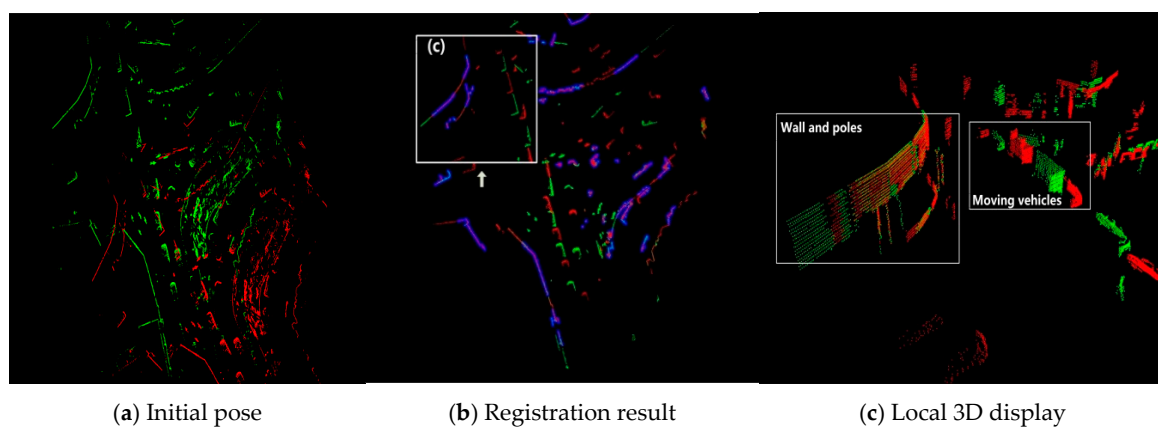 (c)
Wall and poles
Moving vehicles
(a) Initial pose
(b) Registration result
(c) Local 3D display